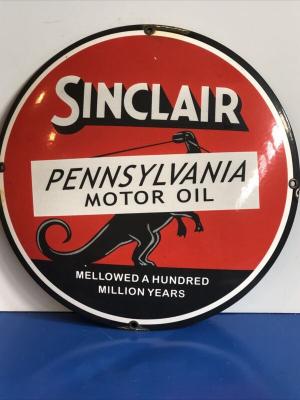 SINCLAIR
PENNSYLVANIA
MOTOR OIL
MELLOWED A HUNDRED
MILLION YEARS